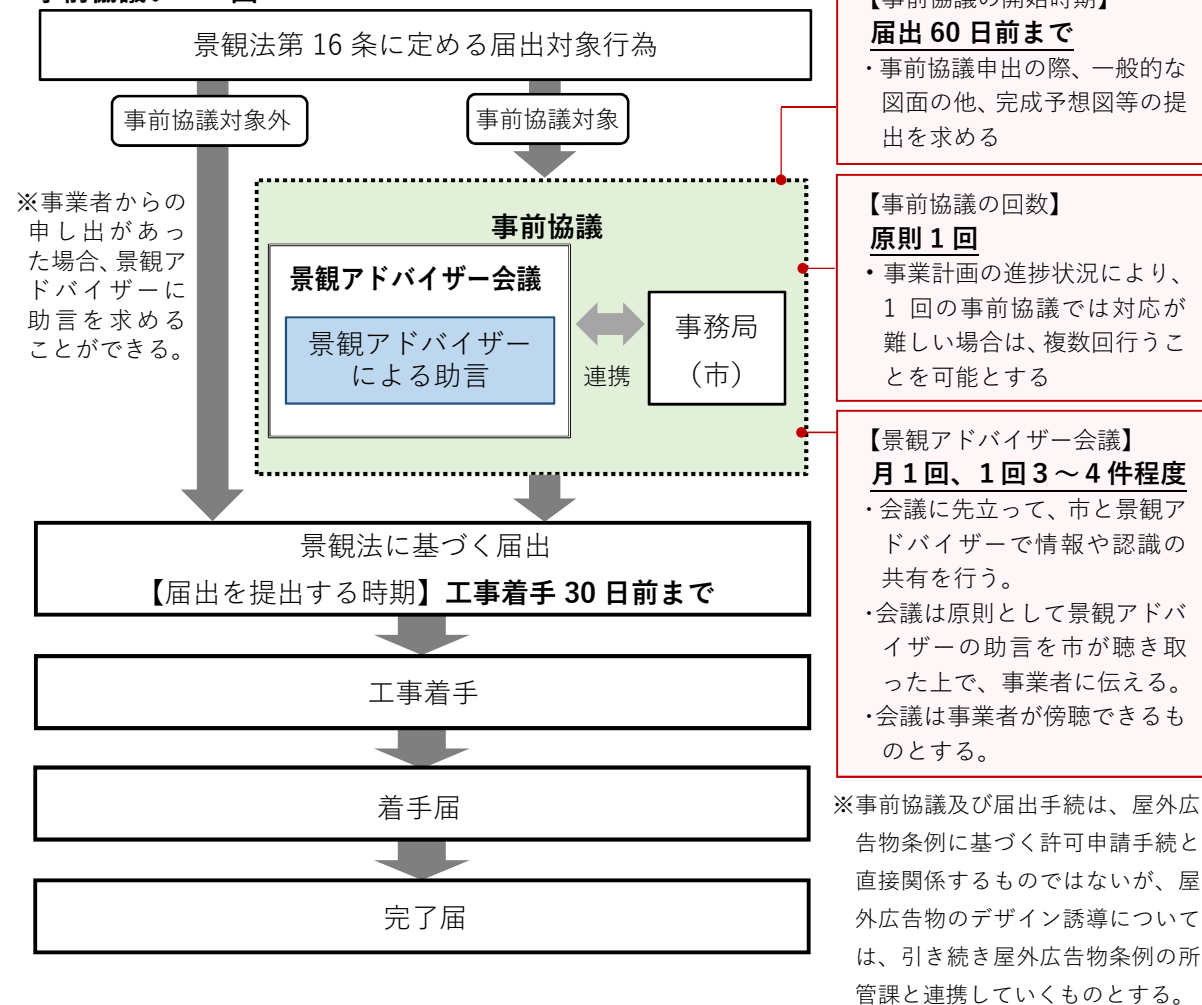 景観法第 16 条に定める届出対象行為
事前協議対象外
事前協議対象
※事業者からの
申し出があっ
た場合、景観ア
ドバイザーに
助言を求める
ことができる。
事前協議
景観アドバイザー会議
景観アドバイザー
による助言
連携
事務局
（市）
景観法に基づく届出
【届出を提出する時期】工事着手 30 日前まで
工事着手
着手届
完了届
【事前協議の開始時期】
届出 60 日前まで
・事前協議申出の際、一般的な
図面の他、完成予想図等の提
出を求める
【事前協議の回数】
原則 1 回
・事業計画の進捗状況により、
1 回の事前協議では対応が
難しい場合は、複数回行うこ
とを可能とする
【景観アドバイザー会議】
月 1 回、1 回 3 ～ 4 件程度
・会議に先立って、市と景観ア
ドバイザーで情報や認識の
共有を行う。
・会議は原則として景観アドバ
イザーの助言を市が聴き取
った上で、事業者に伝える。
・会議は事業者が傍聴できるも
のとする。
※事前協議及び届出手続は、屋外広
告物条例に基づく許可申請手続と
直接関係するものではないが、屋
外広告物のデザイン誘導について
は、引き続き屋外広告物条例の所
管課と連携していくものとする。